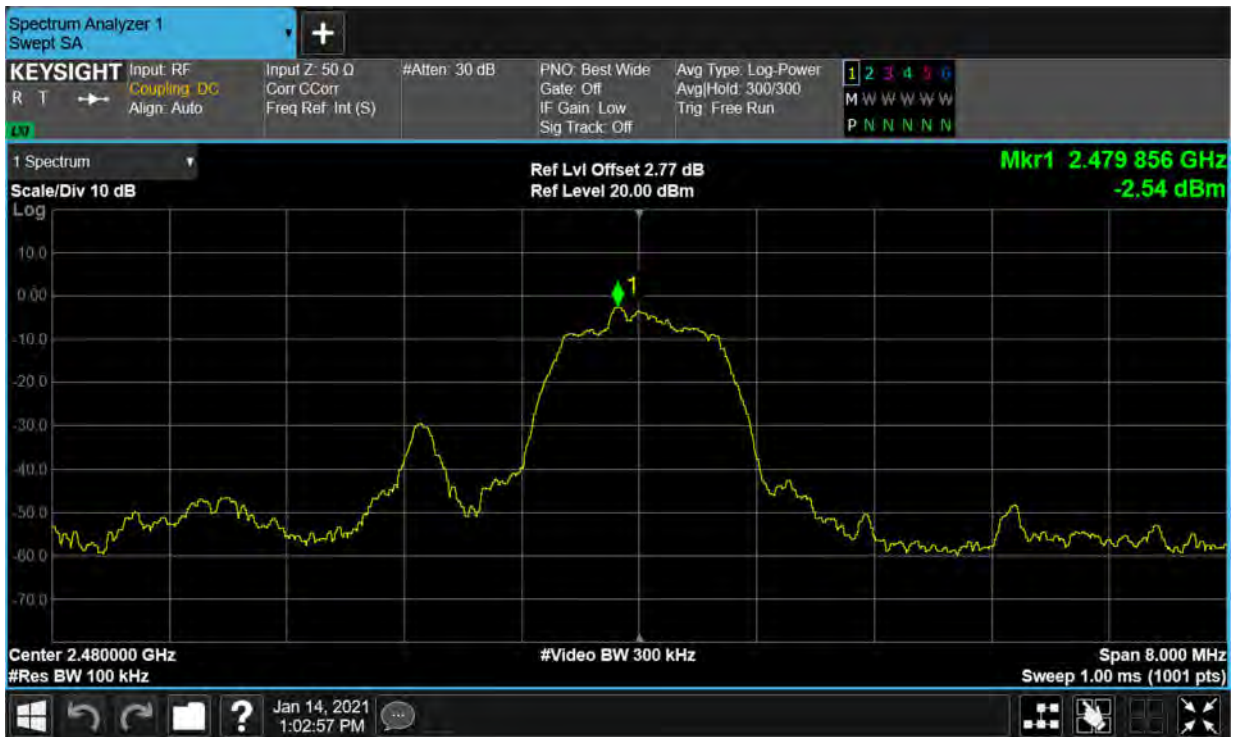 Spectrum Analyzer 1
Swept SA
+
KEYSIGHT Input: RF Input Z: 50 Ω #Atten: 30 dB PNO: Best Wide Avg Type: Log-Power 1 2 3 4 5 6
R T Coupling: DC Corr CCorr Gate: Off Avg|Hold: 300/300 M W W W W W
Align: Auto Freq Ref: Int (S) IF Gain: Low Trig: Free Run
LXI Sig Track: Off P N N N N N N
1 Spectrum Ref Lvl Offset 2.77 dB Mkr1 2.479 856 GHz
Scale/Div 10 dB Ref Level 20.00 dBm -2.54 dBm
Log
10.0
1
0.00
-10.0
-20.0
-30.0
-40.0
-50.0
-60.0
-70.0
Center 2.480000 GHz #Video BW 300 kHz Span 8.000 MHz
#Res BW 100 kHz Sweep 1.00 ms (1001 pts)
? Jan 14, 2021
1:02:57 PM